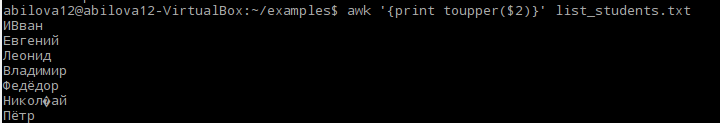 abilova12@abilova12-VirtualBox:~/examples$ awk '{print toupper($2)}' list_students.txt
ИВван
Евгений
Леонид
Владимир
Федёдор
Никол�ай
Пётр